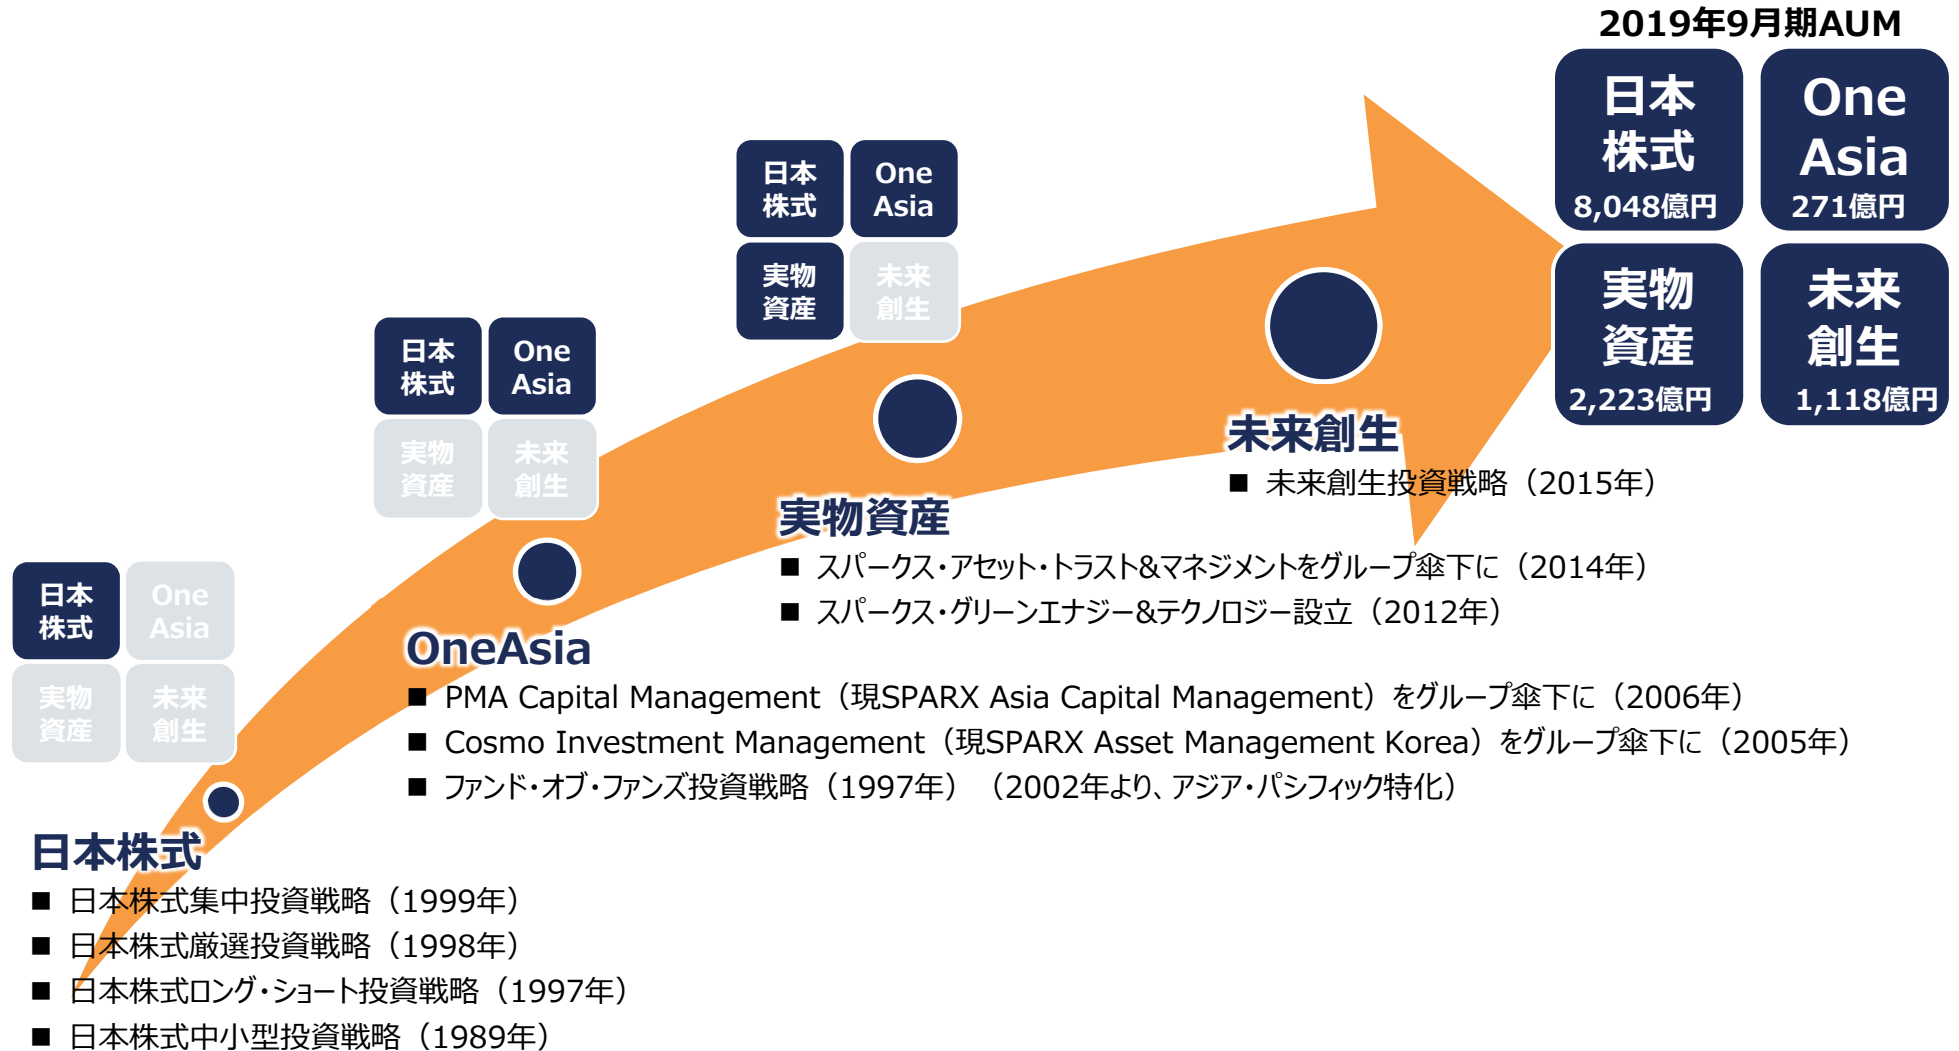 2019年9月期AUM
日本
株式
8,048億円
One
Asia
271億円
実物
資産
2,223億円
未来
創生
1,118億円
日本
株式
One
Asia
実物
資産
未来
創生
未来創生
■ 未来創生投資戦略（2015年）
日本
株式
One
Asia
実物
資産
未来
創生
実物資産
■ スパークス・アセット・トラスト&マネジメントをグループ傘下に（2014年）
■ スパークス・グリーンエナジー&テクノロジー設立（2012年）
日本
株式
One
Asia
実物
資産
未来
創生
OneAsia
■ PMA Capital Management（現SPARX Asia Capital Management）をグループ傘下に（2006年）
■ Cosmo Investment Management（現SPARX Asset Management Korea）をグループ傘下に（2005年）
■ ファンド・オブ・ファンズ投資戦略（1997年）（2002年より、アジア・パシフィック特化）
日本株式
■ 日本株式集中投資戦略（1999年）
■ 日本株式厳選投資戦略（1998年）
■ 日本株式ロング・ショート投資戦略（1997年）
■ 日本株式中小型投資戦略（1989年）